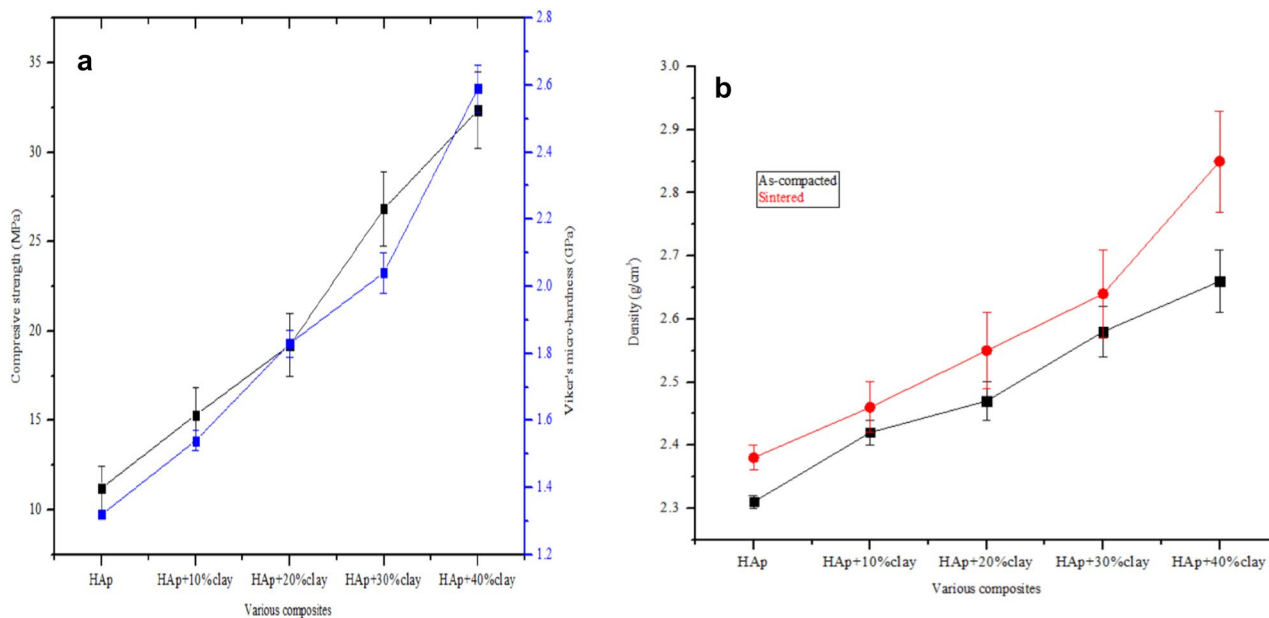 a
Compresive strength (MPa)
35
30
25
20
15
10
2.8
2.6
2.4
2.2
2.0
1.8
1.6
1.4
1.2
Viker's micro-hardness (GPa)
HAp HAp+10%clay HAp+20%clay HAp+30%clay HAp+40%clay
Various composites
b
Density (g/cm³)
3.0
2.9
2.8
2.7
2.6
2.5
2.4
2.3
As-compacted
Sintered
HAp HAp+10%clay HAp+20%clay HAp+30%clay HAp+40%clay
Various composites